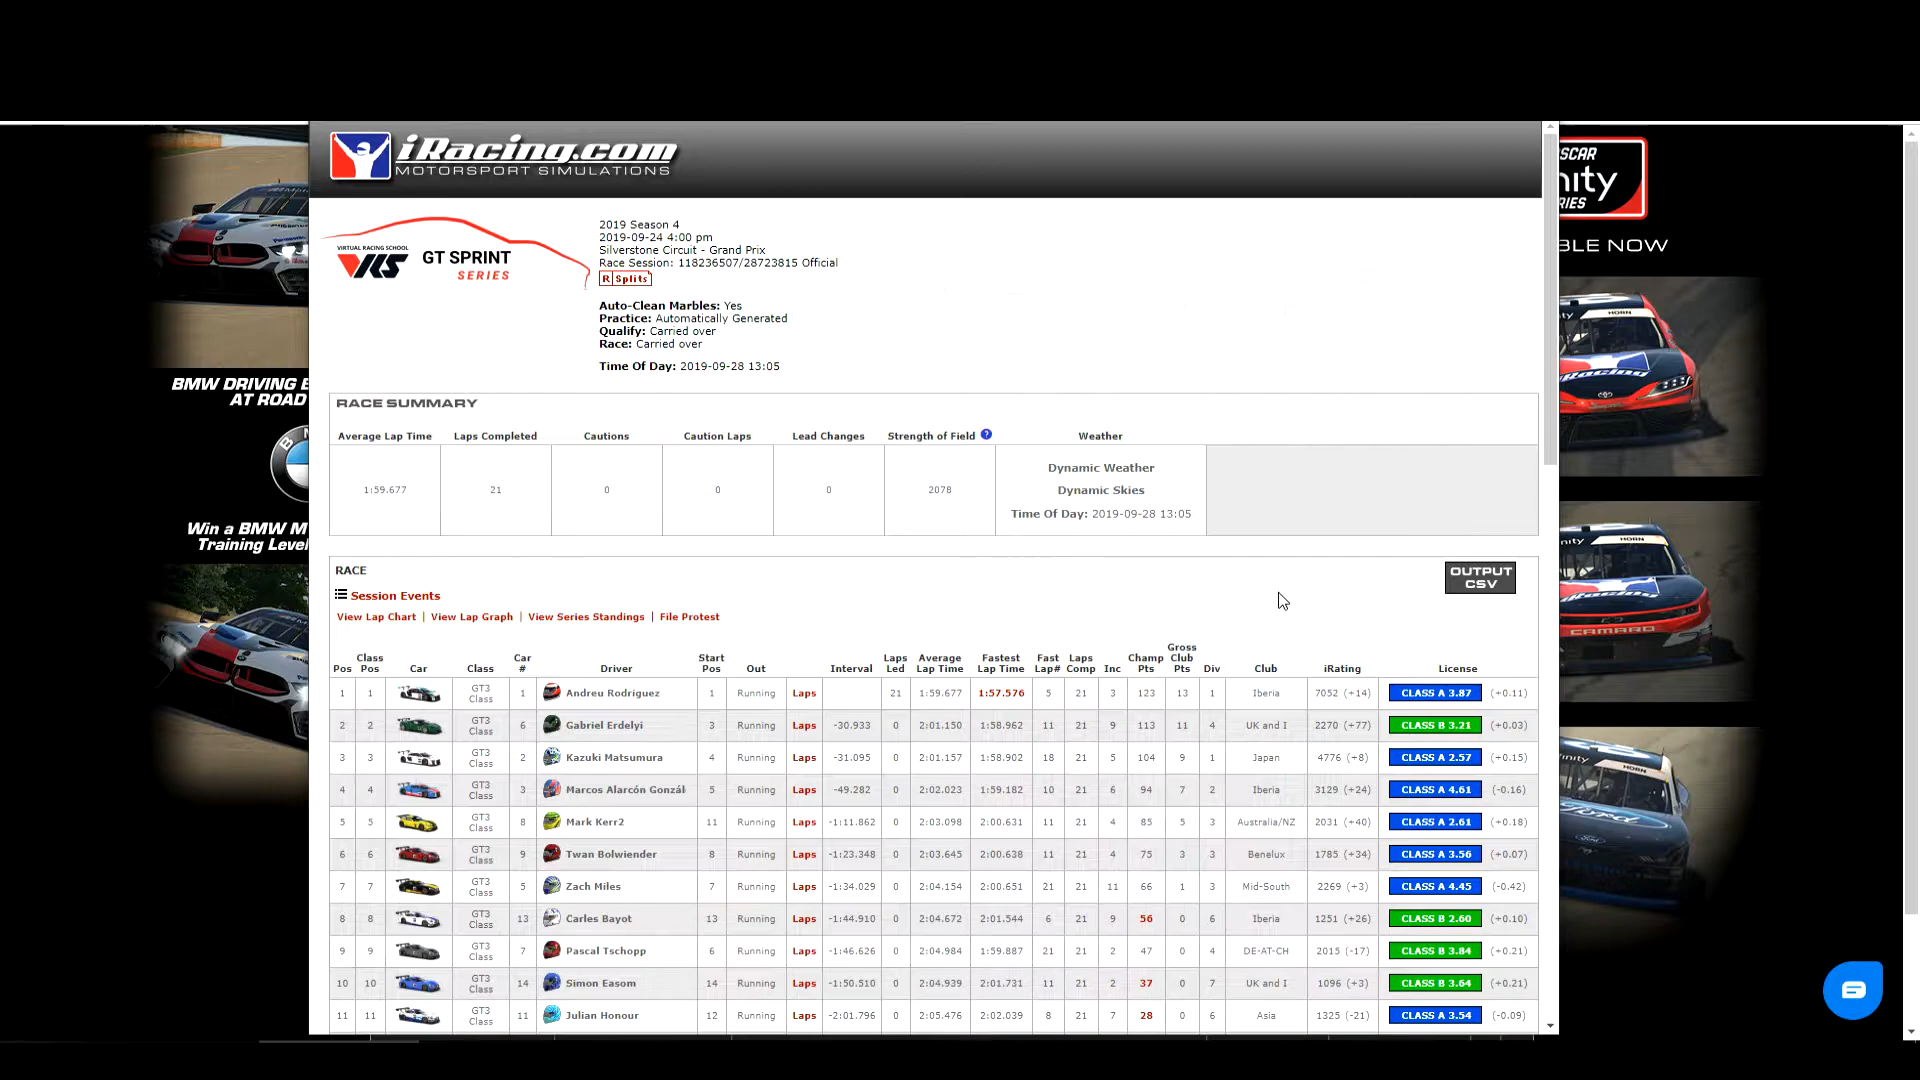 iRacing.com
MOTORSPORT SIMULATIONS
VIRTUAL RACING SCHOOL
VRS GT SPRINT
SERIES
2019 Season 4
2019-09-24 4:00 pm
Silverstone Circuit - Grand Prix
Race Session: 118236507/28723815 Official
R Splits
Auto-Clean Marbles: Yes
Practice: Automatically Generated
Qualify: Carried over
Race: Carried over
Time Of Day: 2019-09-28 13:05
SCAR
nity
RIES
BLE NOW
BMW DRIVING E
AT ROAD
Win a BMW M
Training Level
RACE SUMMARY
Average Lap Time Laps Completed Cautions Caution Laps Lead Changes Strength of Field ? Weather
1:59.677 21 0 0 0 2078
Dynamic Weather
Dynamic Skies
Time Of Day: 2019-09-28 13:05
RACE
OUTPUT
CSV
Session Events
View Lap Chart | View Lap Graph | View Series Standings | File Protest
Pos Class Pos Car Class Car # Driver Start Pos Out Interval Laps Led Average Lap Time Fastest Lap Time Fast Lap# Laps Comp Inc Champ Pts Gross Club Pts Div Club iRating License
1 1 GT3 Class 1 Andreu Rodriguez 1 Running Laps 21 1:59.677 1:57.576 5 21 3 123 13 1 Iberia 7052 (+14) CLASS A 3.87 (+0.11)
2 2 GT3 Class 6 Gabriel Erdelyi 3 Running Laps -30.933 0 2:01.150 1:58.962 11 21 9 113 11 4 UK and I 2270 (+77) CLASS B 3.21 (+0.03)
3 3 GT3 Class 2 Kazuki Matsumura 4 Running Laps -31.095 0 2:01.157 1:58.902 18 21 5 104 9 1 Japan 4776 (+8) CLASS A 2.57 (+0.15)
4 4 GT3 Class 3 Marcos Alarcón Gonzál 5 Running Laps -49.282 0 2:02.023 1:59.182 10 21 6 94 7 2 Iberia 3129 (+24) CLASS A 4.61 (-0.16)
5 5 GT3 Class 8 Mark Kerr2 11 Running Laps -1:11.862 0 2:03.098 2:00.631 11 21 4 85 5 3 Australia/NZ 2031 (+40) CLASS A 2.61 (+0.18)
6 6 GT3 Class 9 Twan Bolwiender 8 Running Laps -1:23.348 0 2:03.645 2:00.638 11 21 4 75 3 3 Benelux 1785 (+34) CLASS A 3.56 (+0.07)
7 7 GT3 Class 5 Zach Miles 7 Running Laps -1:34.029 0 2:04.154 2:00.651 21 21 11 66 1 3 Mid-South 2269 (+3) CLASS A 4.45 (-0.42)
8 8 GT3 Class 13 Carles Bayot 13 Running Laps -1:44.910 0 2:04.672 2:01.544 6 21 9 56 0 6 Iberia 1251 (+26) CLASS B 2.60 (+0.10)
9 9 GT3 Class 7 Pascal Tschopp 6 Running Laps -1:46.626 0 2:04.984 1:59.887 21 21 2 47 0 4 DE-AT-CH 2015 (-17) CLASS B 3.84 (+0.21)
10 10 GT3 Class 14 Simon Easom 14 Running Laps -1:50.510 0 2:04.939 2:01.731 11 21 2 37 0 7 UK and I 1096 (+3) CLASS B 3.64 (+0.21)
11 11 GT3 Class 11 Julian Honour 12 Running Laps -2:01.796 0 2:05.476 2:02.039 8 21 7 28 0 6 Asia 1325 (-21) CLASS A 3.54 (-0.09)
HORN
iRacing
nity
HORN
iRacing
CAMARO
nity
HORN
Ford